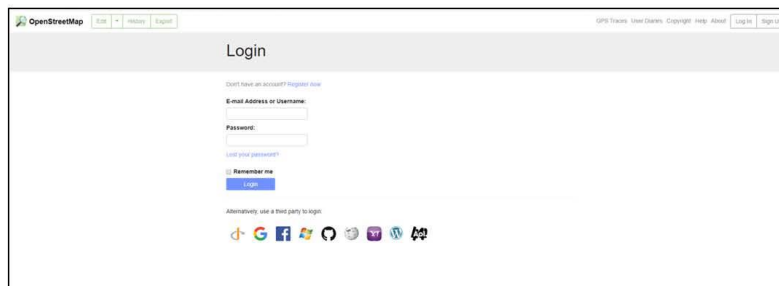 OpenStreetMap Edit History Export GPS Traces User Diaries Copyright Help About Log In Sign U
Login
Don't have an account? Register now
E-mail Address or Username:
Password:
Lost your password?
Remember me
Login
Alternatively, use a third party to login: